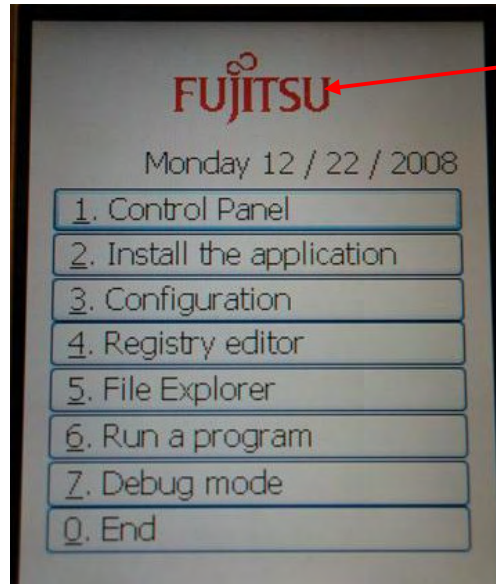 FUJITSU
Monday 12 / 22 / 2008
1. Control Panel
2. Install the application
3. Configuration
4. Registry editor
5. File Explorer
6. Run a program
7. Debug mode
0. End